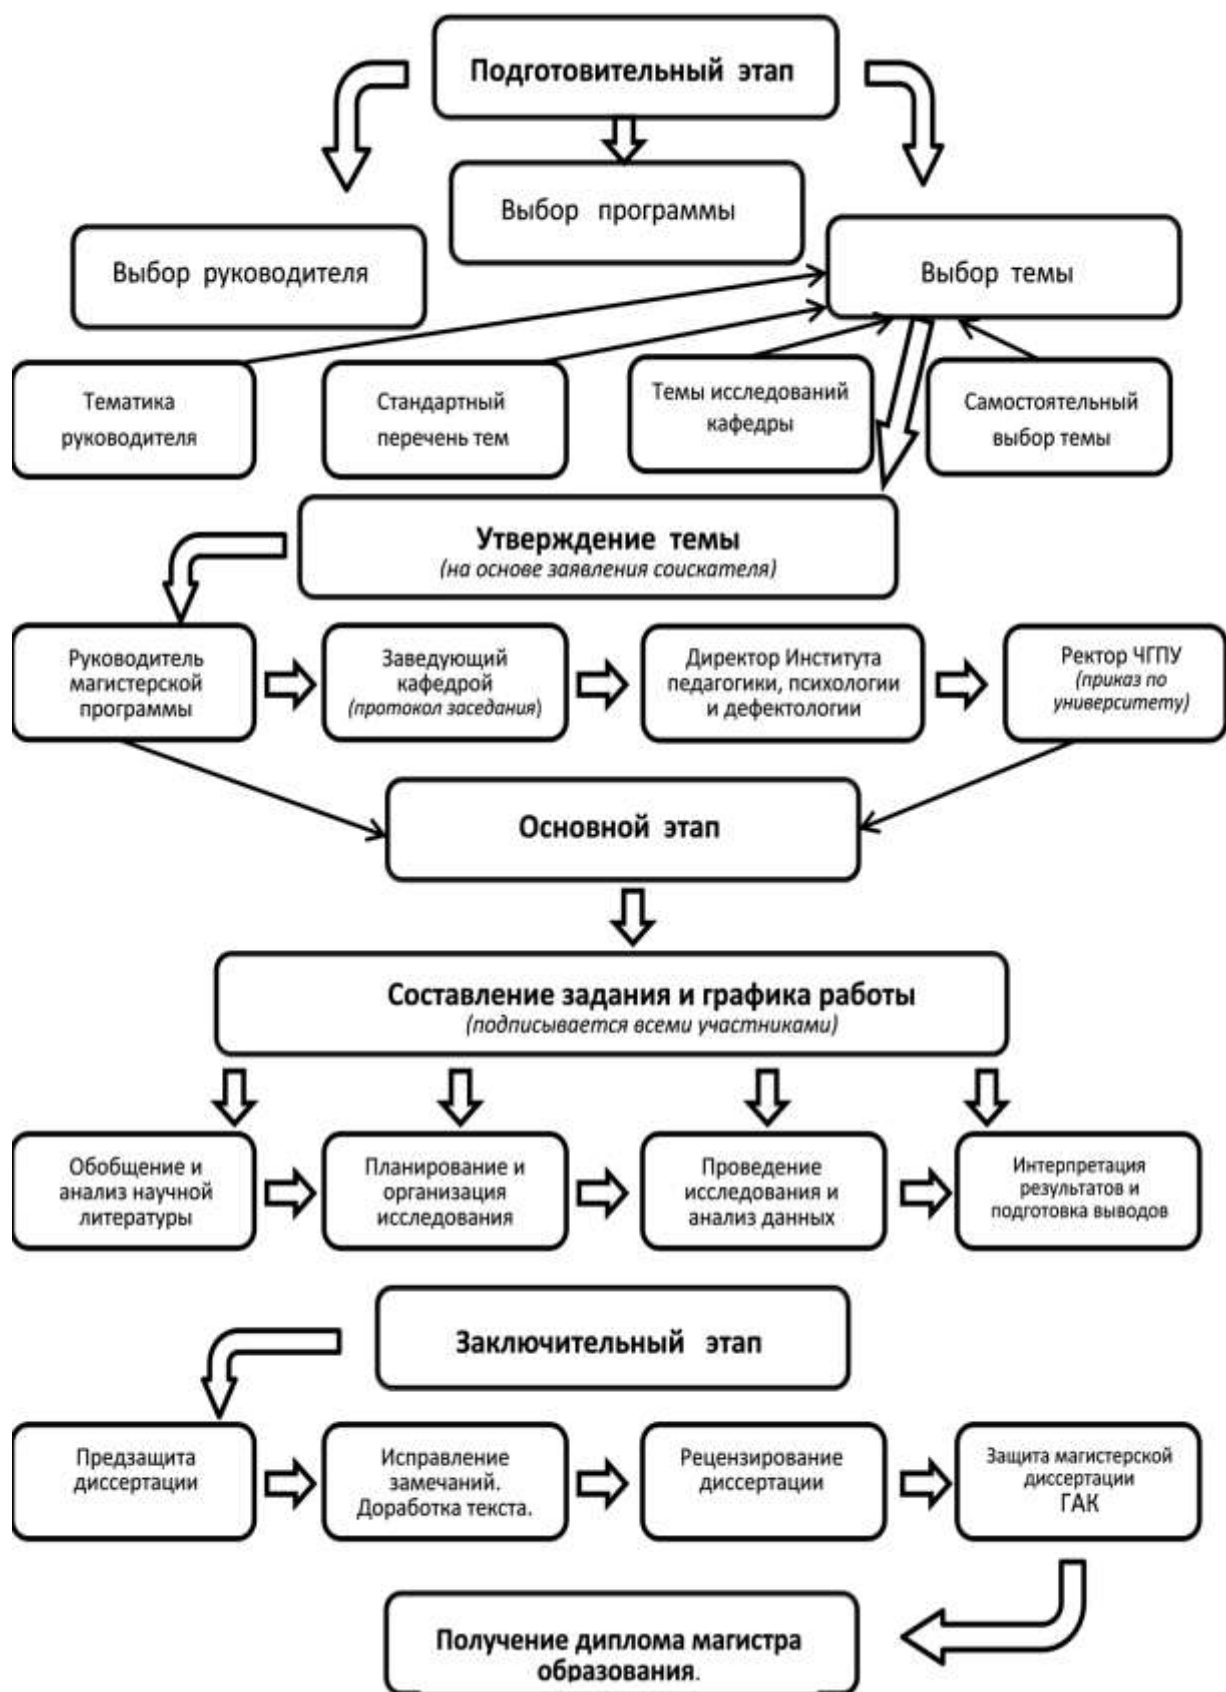 Подготовительный этап
Выбор программы
Выбор руководителя
Выбор темы
Тематика
руководителя
Стандартный
перечень тем
Темы исследований
кафедры
Самостоятельный
выбор темы
Утверждение темы
(на основе заявления соискателя)
Руководитель
магистерской
программы
Заведующий
кафедрой
(протокол заседания)
Директор Института
педагогики, психологии
и дефектологии
Ректор ЧГПУ
(приказ по
университету)
Основной этап
Составление задания и графика работы
(подписывается всеми участниками)
Обобщение и
анализ научной
литературы
Планирование и
организация
исследования
Проведение
исследования и
анализ данных
Интерпретация
результатов и
подготовка выводов
Заключительный этап
Предзащита
диссертации
Исправление
замечаний.
Доработка текста.
Рецензирование
диссертации
Защита магистерской
диссертации
ГАК
Получение диплома магистра
образования.